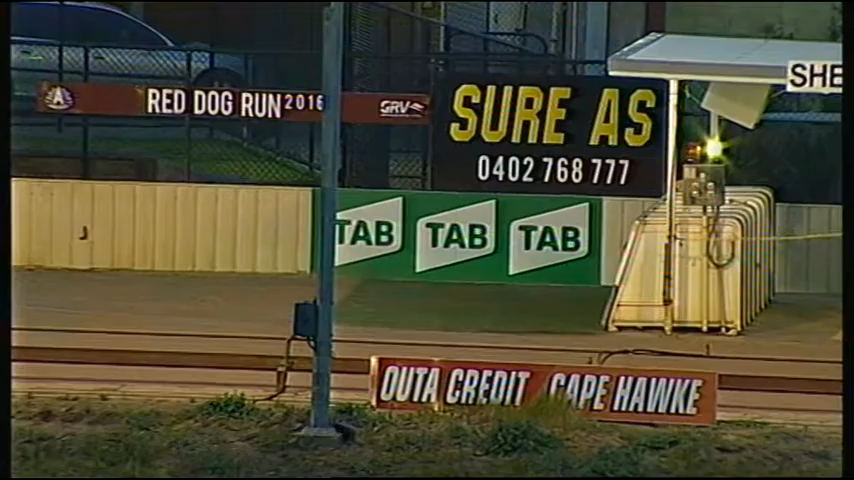 RED DOG RUN 2016 GRV
SURE AS
0402 768 777
SHE
TAB TAB TAB
OUTA CREDIT CAPE HAWKE